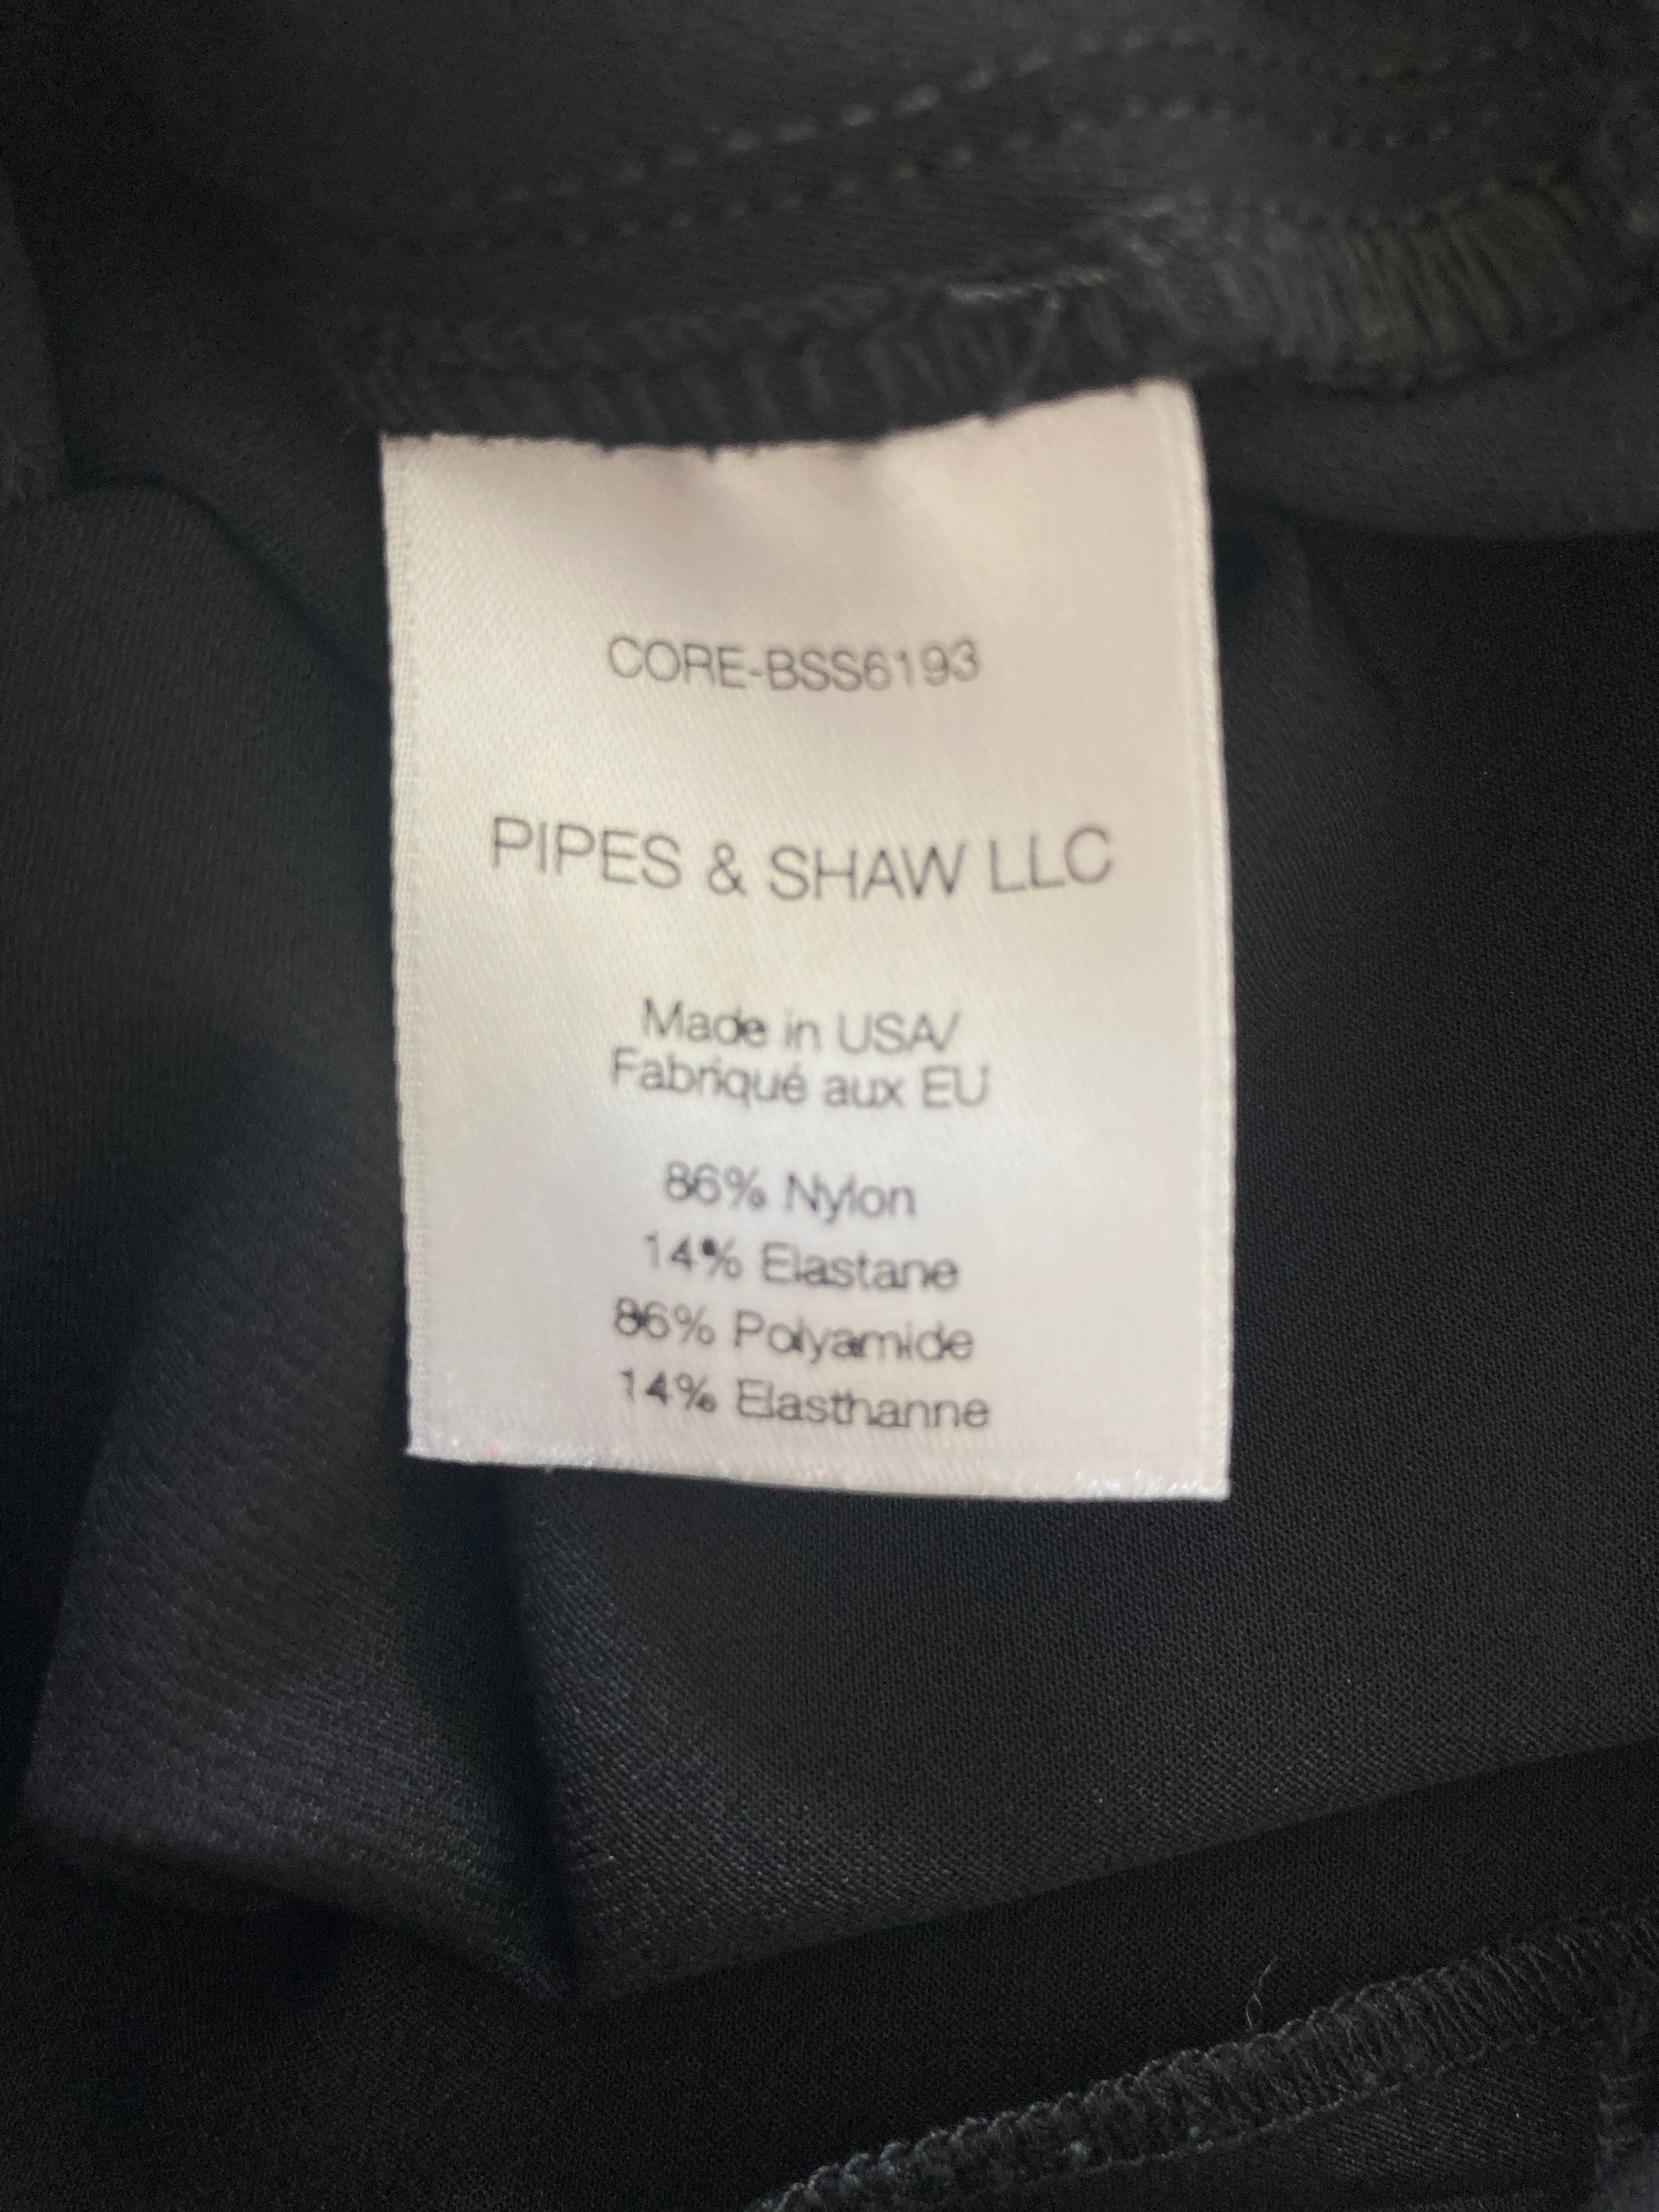 CORE-BSS6193
PIPES & SHAW LLC
Made in USA/
Fabriqué aux EU
86% Nylon
14% Elastane
86% Polyamide
14% Elasthanne